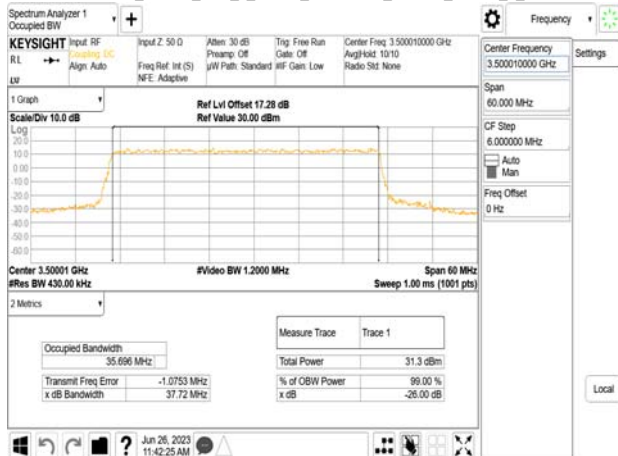 Spectrum Analyzer 1
Occupied BW
Frequency
KEYSIGHT Input: RF Input Z: 50 Ω Atten: 30 dB Trig: Free Run Center Freq: 3.500010000 GHz
RL Coupling: DC Preamp: Off Gate: Off Avg|Hold: 10/10
Align: Auto Freq Ref: Int (S) µW Path: Standard #IF Gain: Low Radio Std: None
LV NFE: Adaptive
Center Frequency
3.500010000 GHz
Settings
Span
60.000 MHz
CF Step
6.000000 MHz
Auto
Man
Freq Offset
0 Hz
Local
1 Graph
Ref Lvl Offset 17.28 dB
Scale/Div 10.0 dB Ref Value 30.00 dBm
Log
20.0
10.0
0.00
-10.0
-20.0
-30.0
-40.0
-50.0
-60.0
Center 3.50001 GHz #Video BW 1.2000 MHz Span 60 MHz
#Res BW 430.00 kHz Sweep 1.00 ms (1001 pts)
2 Metrics
Measure Trace Trace 1
Occupied Bandwidth
35.696 MHz Total Power 31.3 dBm
Transmit Freq Error -1.0753 MHz % of OBW Power 99.00 %
x dB Bandwidth 37.72 MHz x dB -26.00 dB
Jun 26, 2023
11:42:25 AM